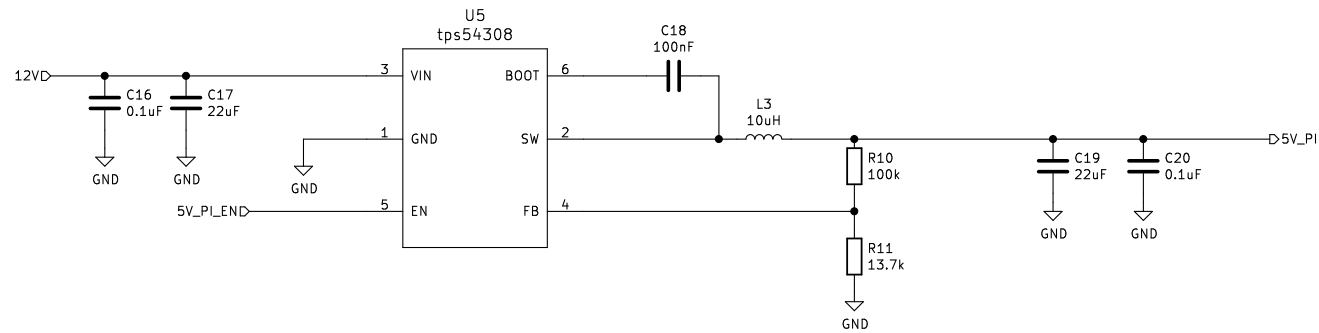 U5
tps54308
C18
100nF
12V
3
VIN
BOOT
6
C16
0.1uF
C17
22uF
L3
10uH
1
GND
SW
2
5V_PI
GND
GND
GND
R10
100k
C19
22uF
C20
0.1uF
5V_PI_EN
5
EN
FB
4
GND
GND
R11
13.7k
GND